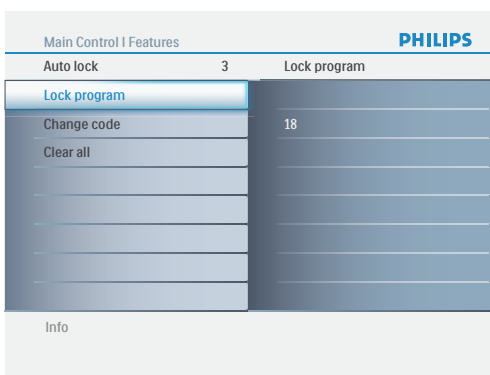 Main Control l Features PHILIPS
Auto lock 3 Lock program
Lock program
Change code 18
Clear all
Info